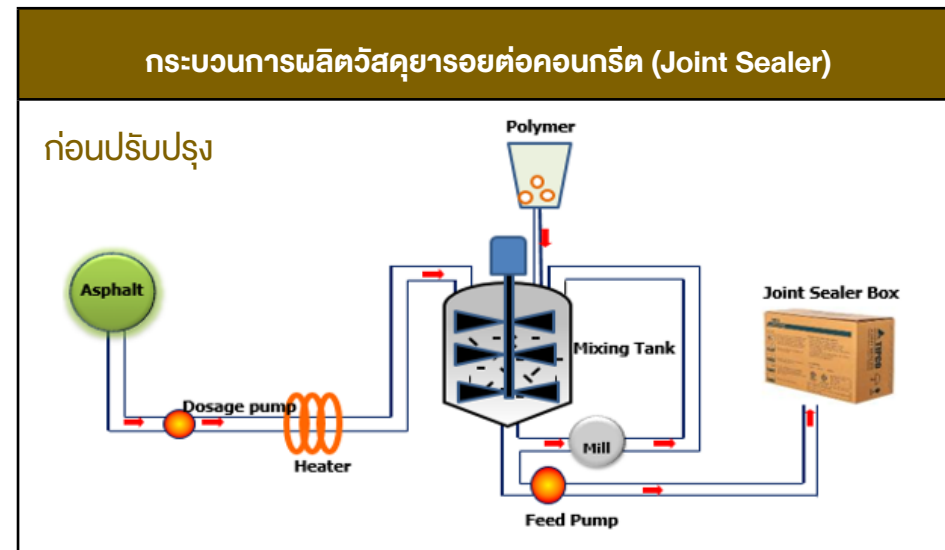 กระบวนการผลิตวัสดุยารอยต่อคอนกรีต (Joint Sealer)
ก่อนปรับปรุง
Polymer
Asphalt
Joint Sealer Box
Mixing Tank
Dosage pump
Heater
Mill
Feed Pump
TIPCO